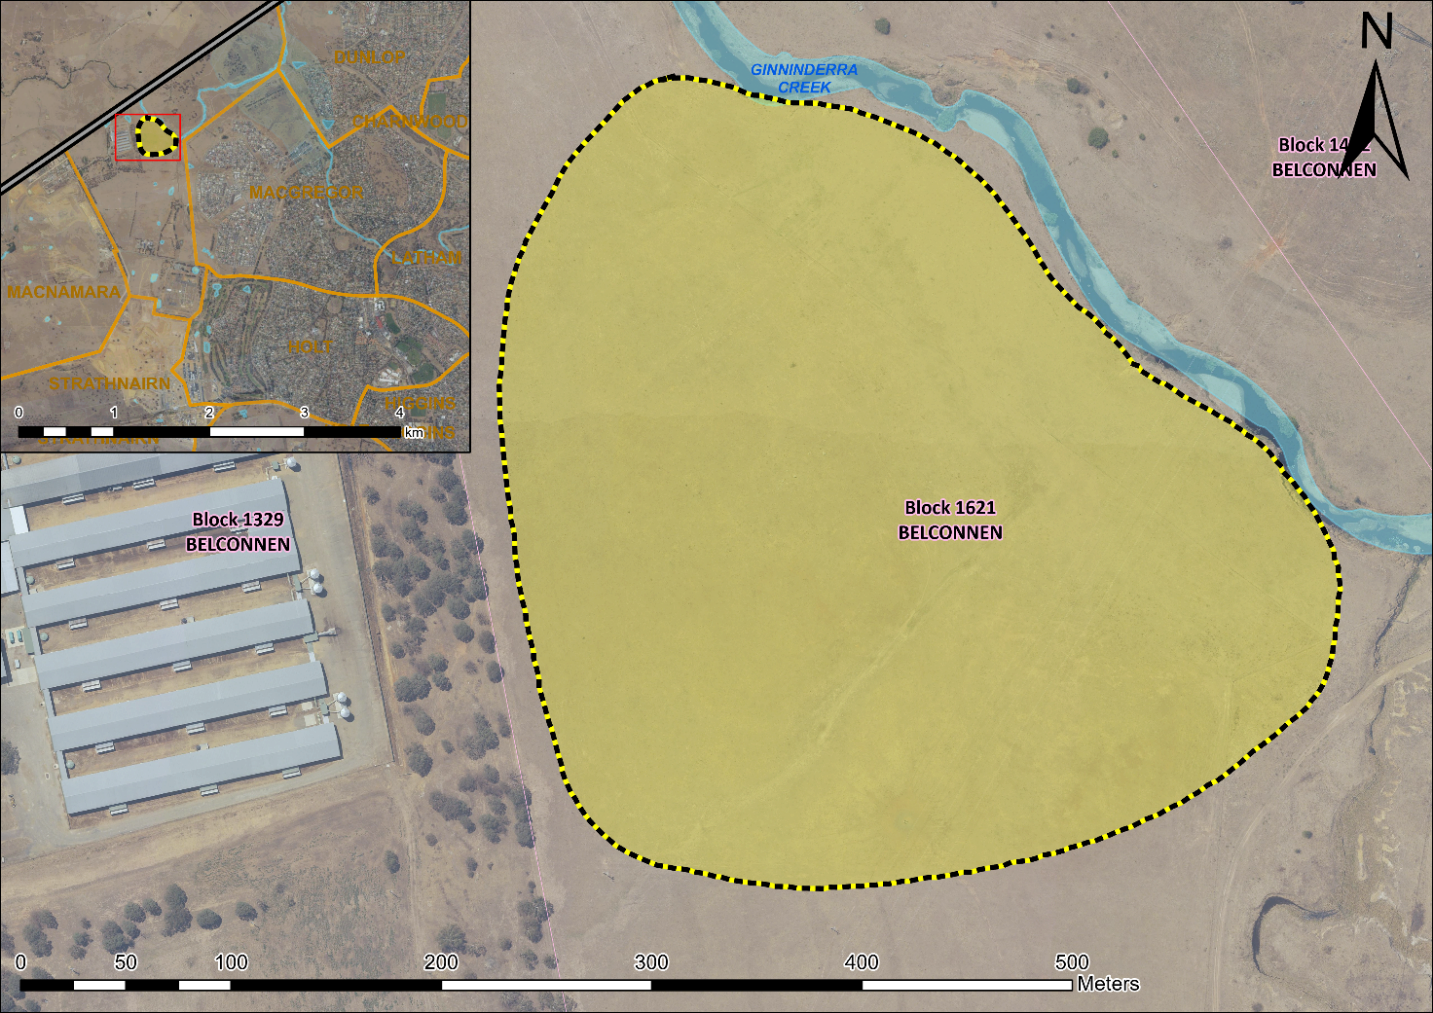 DUNLOP
CHARNWOOD
MACGREGOR
LATHAM
MACNAMARA
HOLT
STRATHNAIRN
HIGGINS
0 1 2 3 4
km
GINNINDERRA
CREEK
N
BELCONNEN
Block 1329
BELCONNEN
Block 1621
BELCONNEN
0 50 100 200 300 400 500
Meters